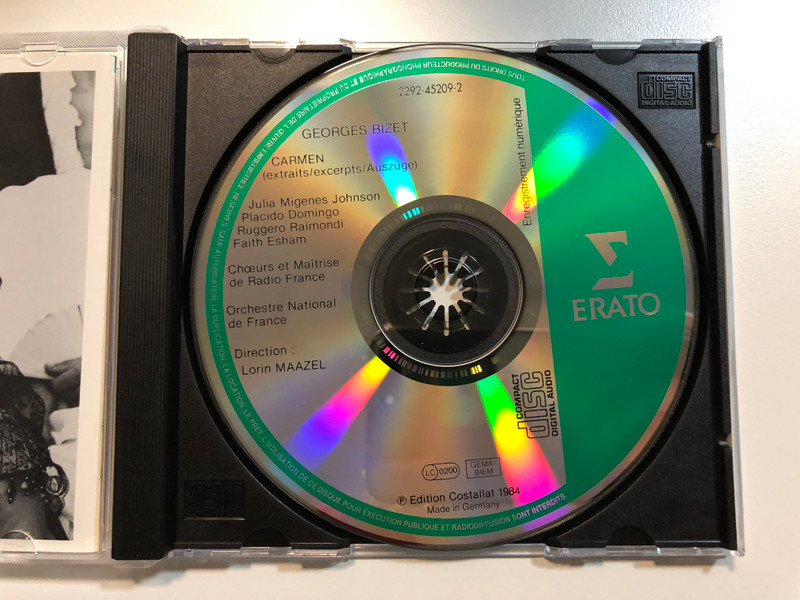 2292-45209-2
GEORGES BIZET
CARMEN
(extraits/excerpts/Auszüge)
Julia Migenes Johnson
Placido Domingo
Ruggero Raimondi
Faith Esham
Chœurs et Maîtrise
de Radio France
Orchestre National
de France
Direction :
Lorin MAAZEL
Enregistrement numérique
ERATO
COMPACT
disc
DIGITAL AUDIO
LC 0200
GEMA
BIEM
℗ Edition Costallat 1984
Made in Germany
TOUS DROITS DU PRODUCTEUR PHONOGRAPHIQUE ET DU PROPRIETAIRE DE L'ŒUVRE ENREGISTREE RESERVES. SAUF AUTORISATION, LA DUPLICATION, LA LOCATION, LE PRET, L'UTILISATION DE CE DISQUE POUR EXECUTION PUBLIQUE ET RADIODIFFUSION SONT INTERDITS.
COMPACT
disc
DIGITAL AUDIO